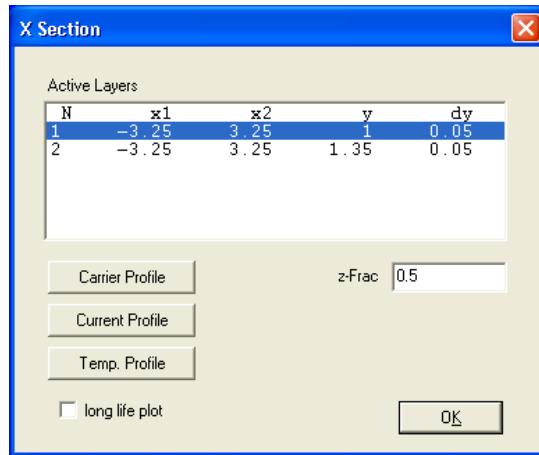 X Section
Active Layers
N x1 x2 y dy
1 -3.25 3.25 1 0.05
2 -3.25 3.25 1.35 0.05
Carrier Profile
z-Frac 0.5
Current Profile
Temp. Profile
long life plot
OK